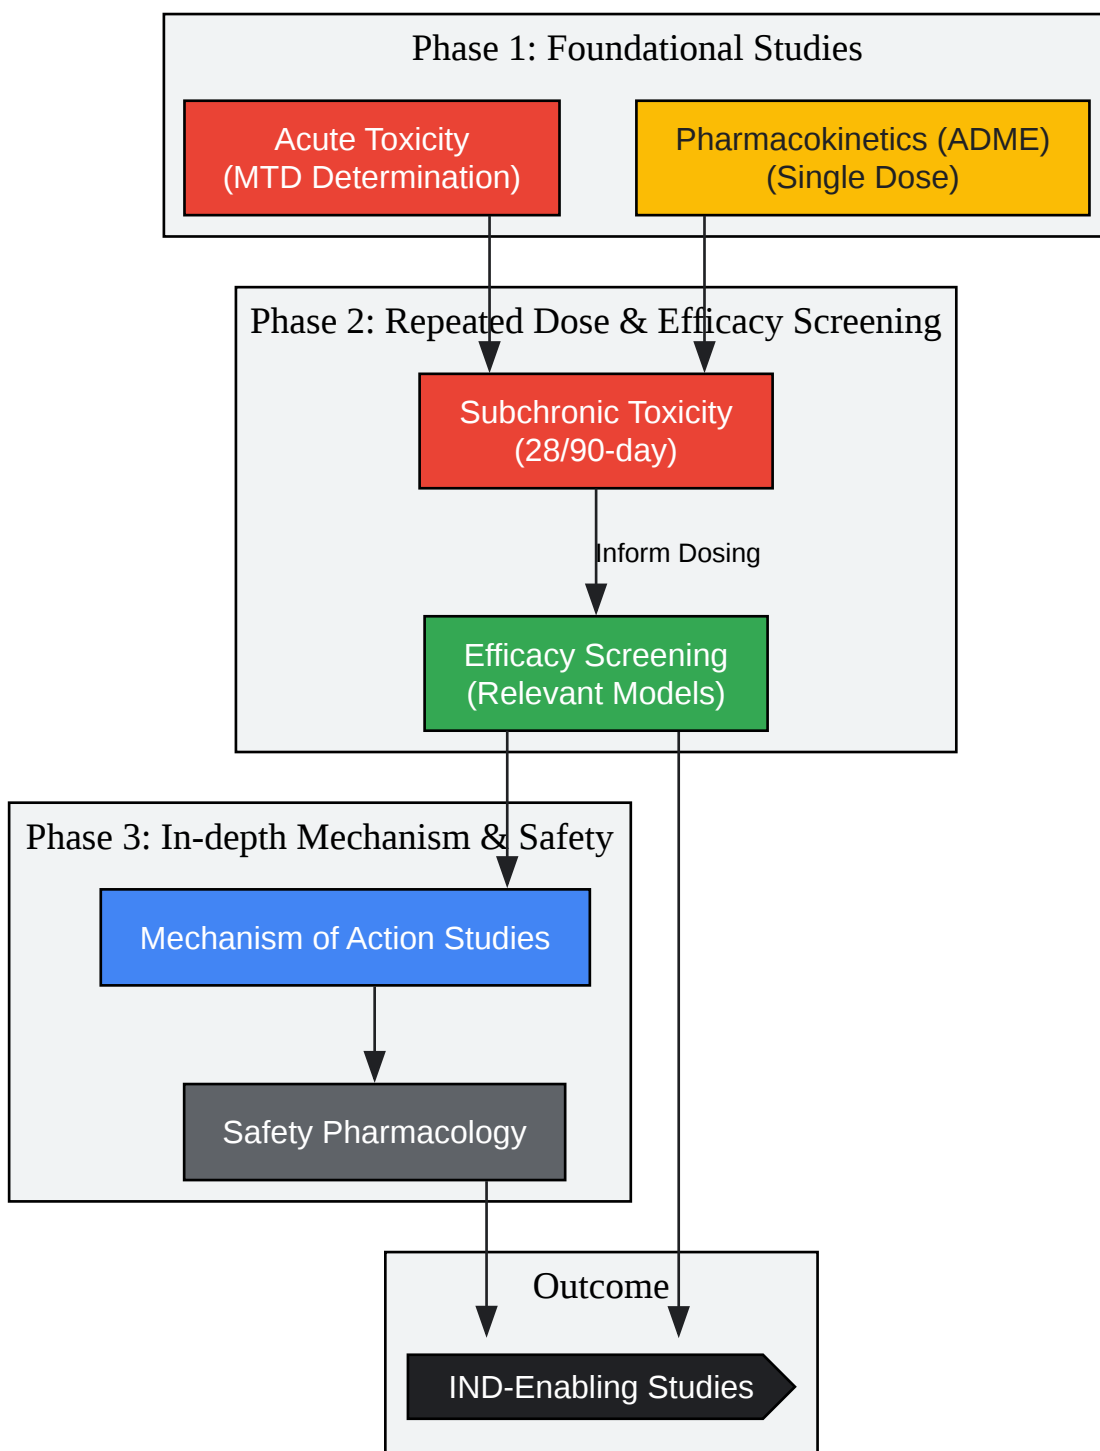 Phase 1: Foundational Studies
Acute Toxicity
(MTD Determination)
Pharmacokinetics (ADME)
(Single Dose)
Phase 2: Repeated Dose & Efficacy Screening
Subchronic Toxicity
(28/90-day)
Inform Dosing
Efficacy Screening
(Relevant Models)
Phase 3: In-depth Mechanism & Safety
Mechanism of Action Studies
Safety Pharmacology
Outcome
IND-Enabling Studies